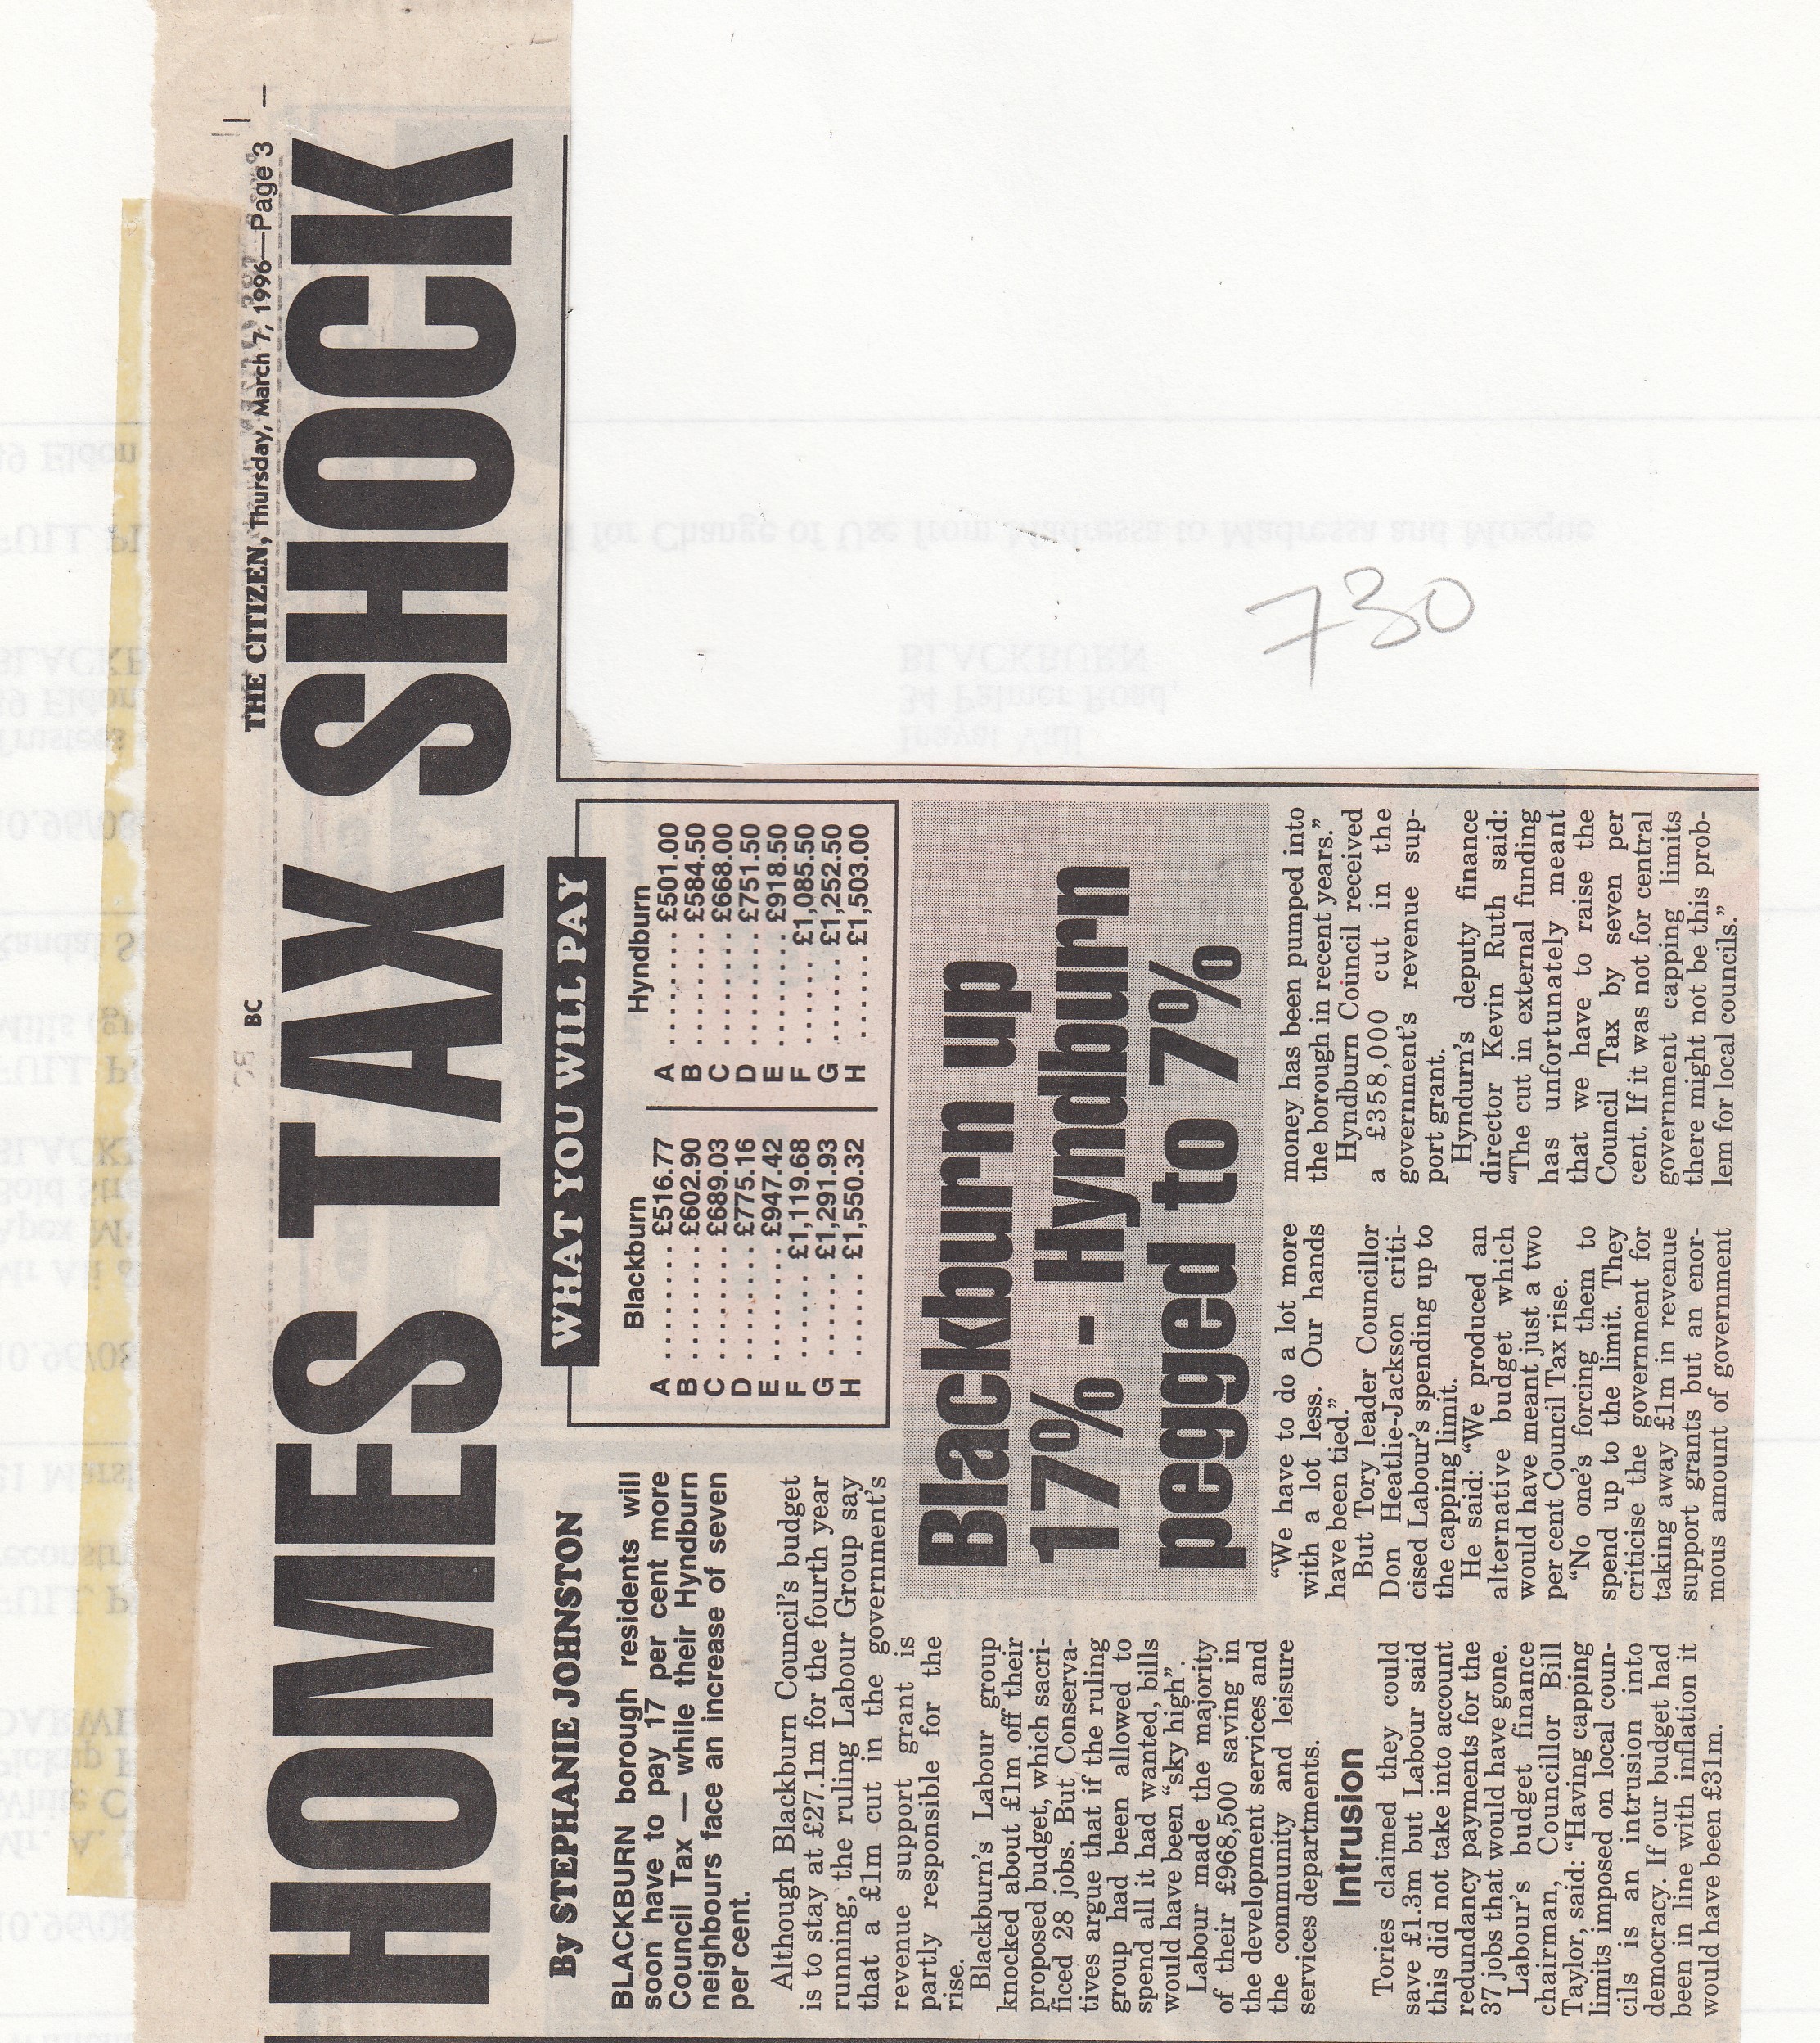 BC
THE CITIZEN, Thursday, March 7, 1996—Page 3
HOMES TAX SHOCK
By STEPHANIE JOHNSTON
BLACKBURN borough residents will
soon have to pay 17 per cent more
Council Tax — while their Hyndburn
neighbours face an increase of seven
per cent.
Although Blackburn Council's budget
is to stay at £27.1m for the fourth year
running, the ruling Labour Group say
that a £1m cut in the government's
revenue support grant is
partly responsible for the
rise.
Blackburn's Labour group
knocked about £1m off their
proposed budget, which sacri-
ficed 28 jobs. But Conserva-
tives argue that if the ruling
group had been allowed to
spend all it had wanted, bills
would have been “sky high”.
Labour made the majority
of their £968,500 saving in
the development services and
the community and leisure
services departments.
Intrusion
Tories claimed they could
save £1.3m but Labour said
this did not take into account
redundancy payments for the
37 jobs that would have gone.
Labour's budget finance
chairman, Councillor Bill
Taylor, said: “Having capping
limits imposed on local coun-
cils is an intrusion into
democracy. If our budget had
been in line with inflation it
would have been £31m.
WHAT YOU WILL PAY
Blackburn
A .......... £516.77
B .......... £602.90
C .......... £689.03
D .......... £775.16
E .......... £947.42
F ....... £1,119.68
G ....... £1,291.93
H ....... £1,550.32
Hyndburn
A .......... £501.00
B .......... £584.50
C .......... £668.00
D .......... £751.50
E .......... £918.50
F ....... £1,085.50
G ....... £1,252.50
H ....... £1,503.00
Blackburn up
17% - Hyndburn
pegged to 7%
“We have to do a lot more
with a lot less. Our hands
have been tied.”
But Tory leader Councillor
Don Heatlie-Jackson criti-
cised Labour's spending up to
the capping limit.
He said: “We produced an
alternative budget which
would have meant just a two
per cent Council Tax rise.
“No one's forcing them to
spend up to the limit. They
criticise the government for
taking away £1m in revenue
support grants but an enor-
mous amount of government
money has been pumped into
the borough in recent years.”
Hyndburn Council received
a £358,000 cut in the
government's revenue sup-
port grant.
Hyndurn's deputy finance
director Kevin Ruth said:
“The cut in external funding
has unfortunately meant
that we have to raise the
Council Tax by seven per
cent. If it was not for central
government capping limits
there might not be this prob-
lem for local councils.”
730